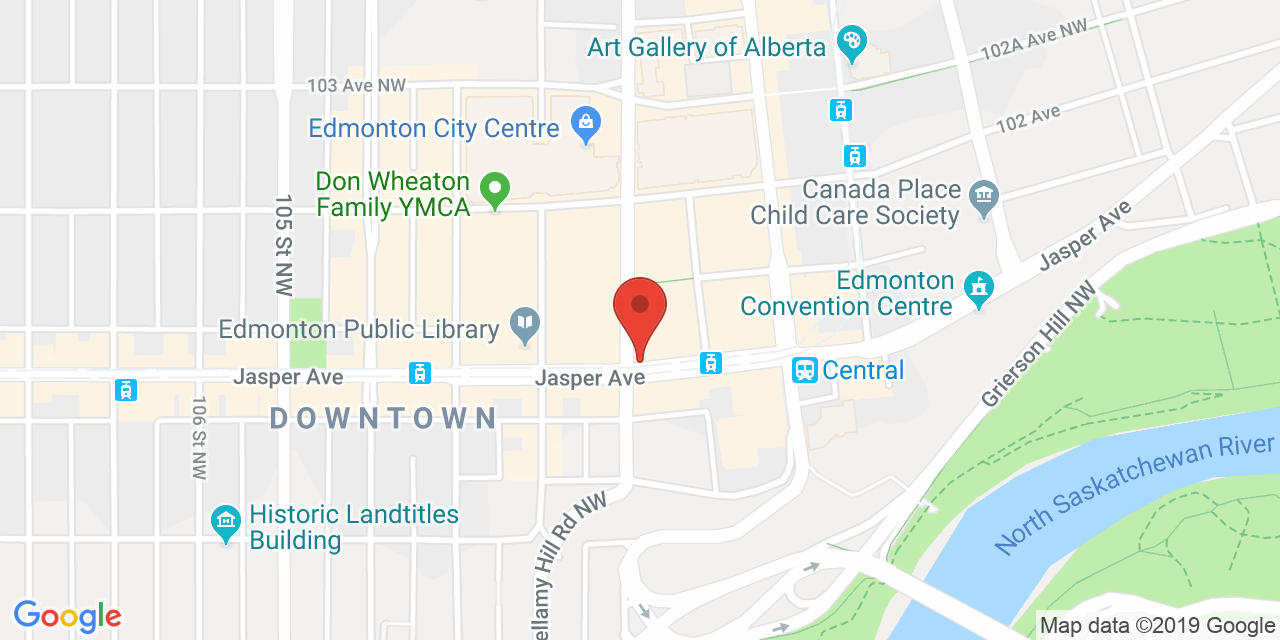 Art Gallery of Alberta
102A Ave NW
103 Ave NW
Edmonton City Centre
102 Ave
Don Wheaton
Family YMCA
Canada Place
Child Care Society
105 St NW
Jasper Ave
Edmonton
Convention Centre
Grierson Hill NW
Edmonton Public Library
Jasper Ave
Jasper Ave
Central
106 St NW
DOWNTOWN
North Saskatchewan River
Historic Landtitles
Building
ellamy Hill Rd NW
Google
Map data ©2019 Google